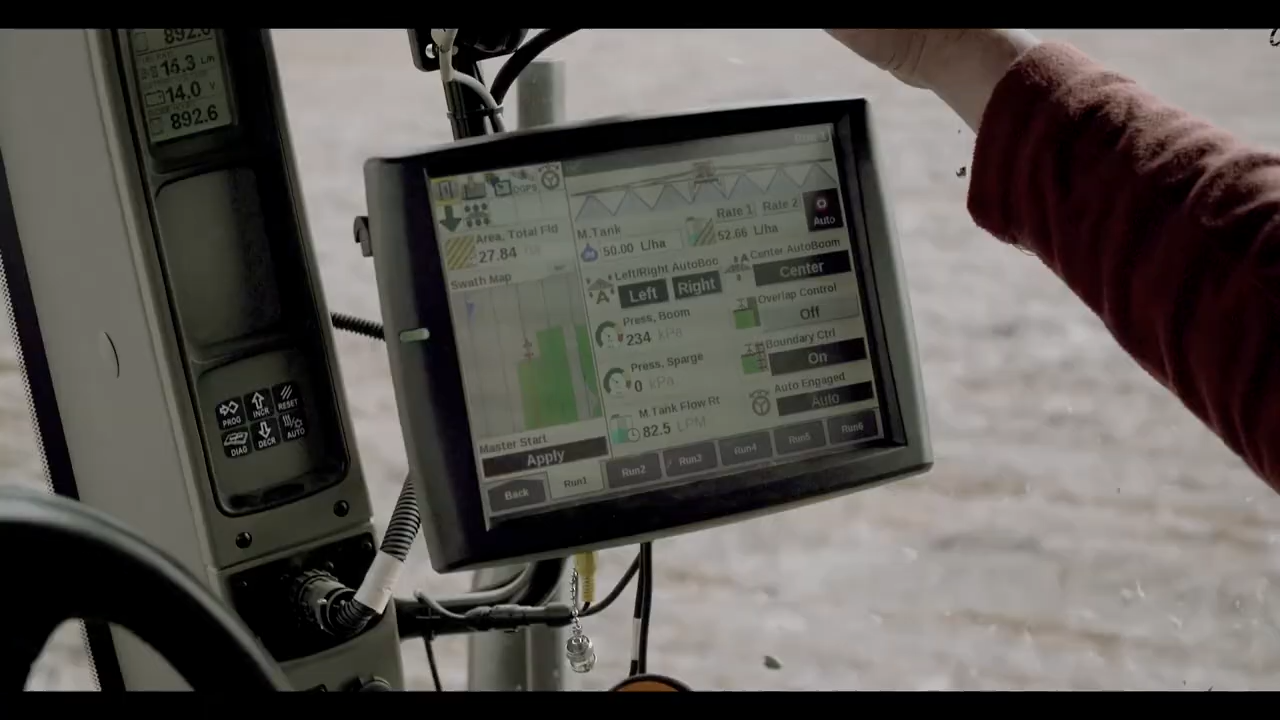 892.6
15.3 L/h
14.0 V
892.6
PROG
INCR
RESET
DIAG
DECR
AUTO
DGPS
Area, Total Fld
27.84
Swath Map
Master Start
Apply
M.Tank
50.00 L/ha
Rate 1
Rate 2
52.66 L/ha
Auto
Left/Right AutoBoo
Left
Right
Center AutoBoom
Center
Press, Boom
234 kPa
Overlap Control
Off
Press, Sparge
0 kPa
Boundary Ctrl
On
M.Tank Flow Rt
82.5 LPM
Auto Engaged
Auto
Back
Run1
Run2
Run3
Run4
Run5
Run6